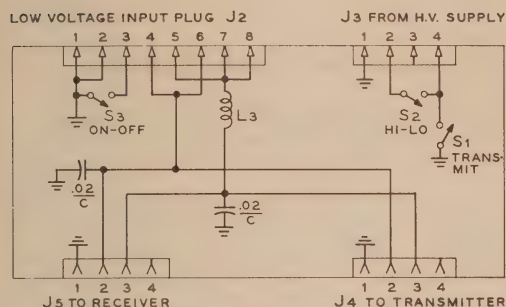 LOW VOLTAGE INPUT PLUG J2
J3 FROM H.V. SUPPLY
1 2 3 4 5 6 7 8
1 2 3 4
S3
ON-OFF
L3
S2
HI-LO
S1
TRANS-
MIT
.02
C
.02
C
1 2 3 4
1 2 3 4
J5 TO RECEIVER
J4 TO TRANSMITTER